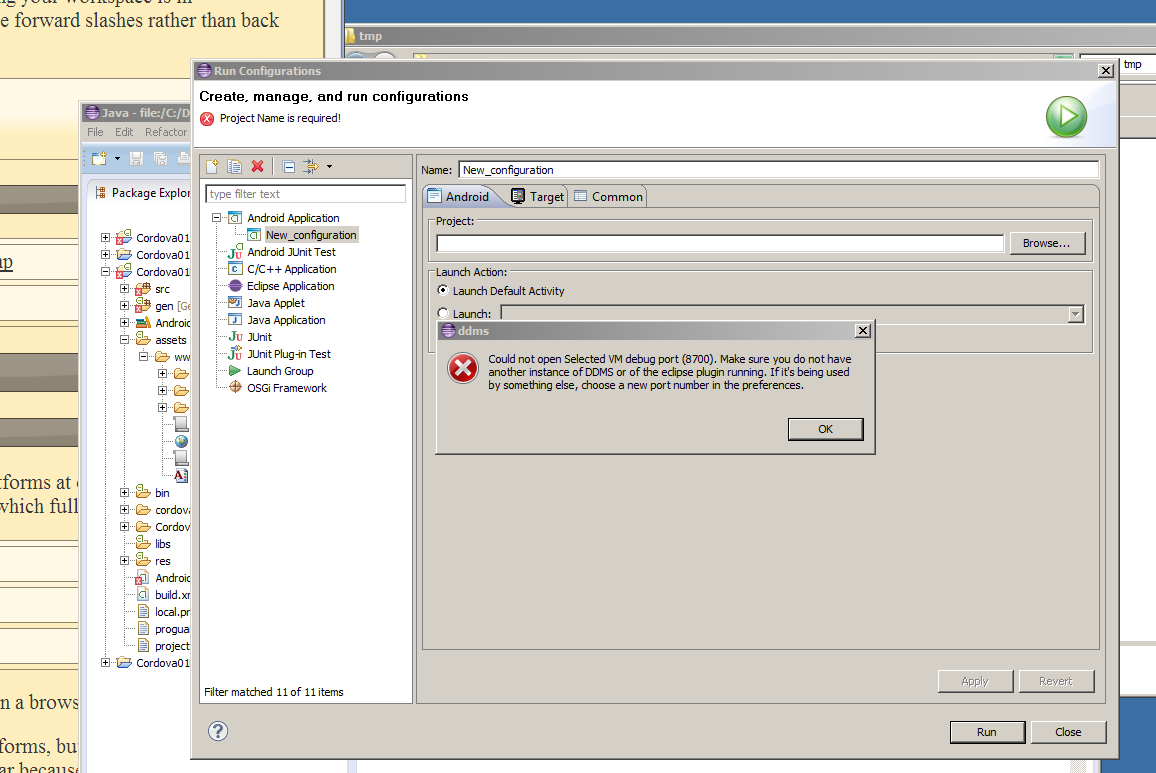 e forward slashes rather than back
tmp
tmp
Run Configurations
Create, manage, and run configurations
Project Name is required!
Java - file:/C:/D
File Edit Refactor
Package Explor
Cordova01
Cordova01
Cordova01
src
gen [Ge
Androic
assets
ww
bin
cordova
Cordov
libs
res
Androic
build.xr
local.pr
progua
project
Cordova01
type filter text
Android Application
New_configuration
Android JUnit Test
C/C++ Application
Eclipse Application
Java Applet
Java Application
JUnit
JUnit Plug-in Test
Launch Group
OSGi Framework
Filter matched 11 of 11 items
Name: New_configuration
Android Target Common
Project:
Browse...
Launch Action:
Launch Default Activity
Launch:
ddms
Could not open Selected VM debug port (8700). Make sure you do not have
another instance of DDMS or of the eclipse plugin running. If it's being used
by something else, choose a new port number in the preferences.
OK
Apply Revert
Run Close
tforms at
which full
n a brows
forms, bu
ar because